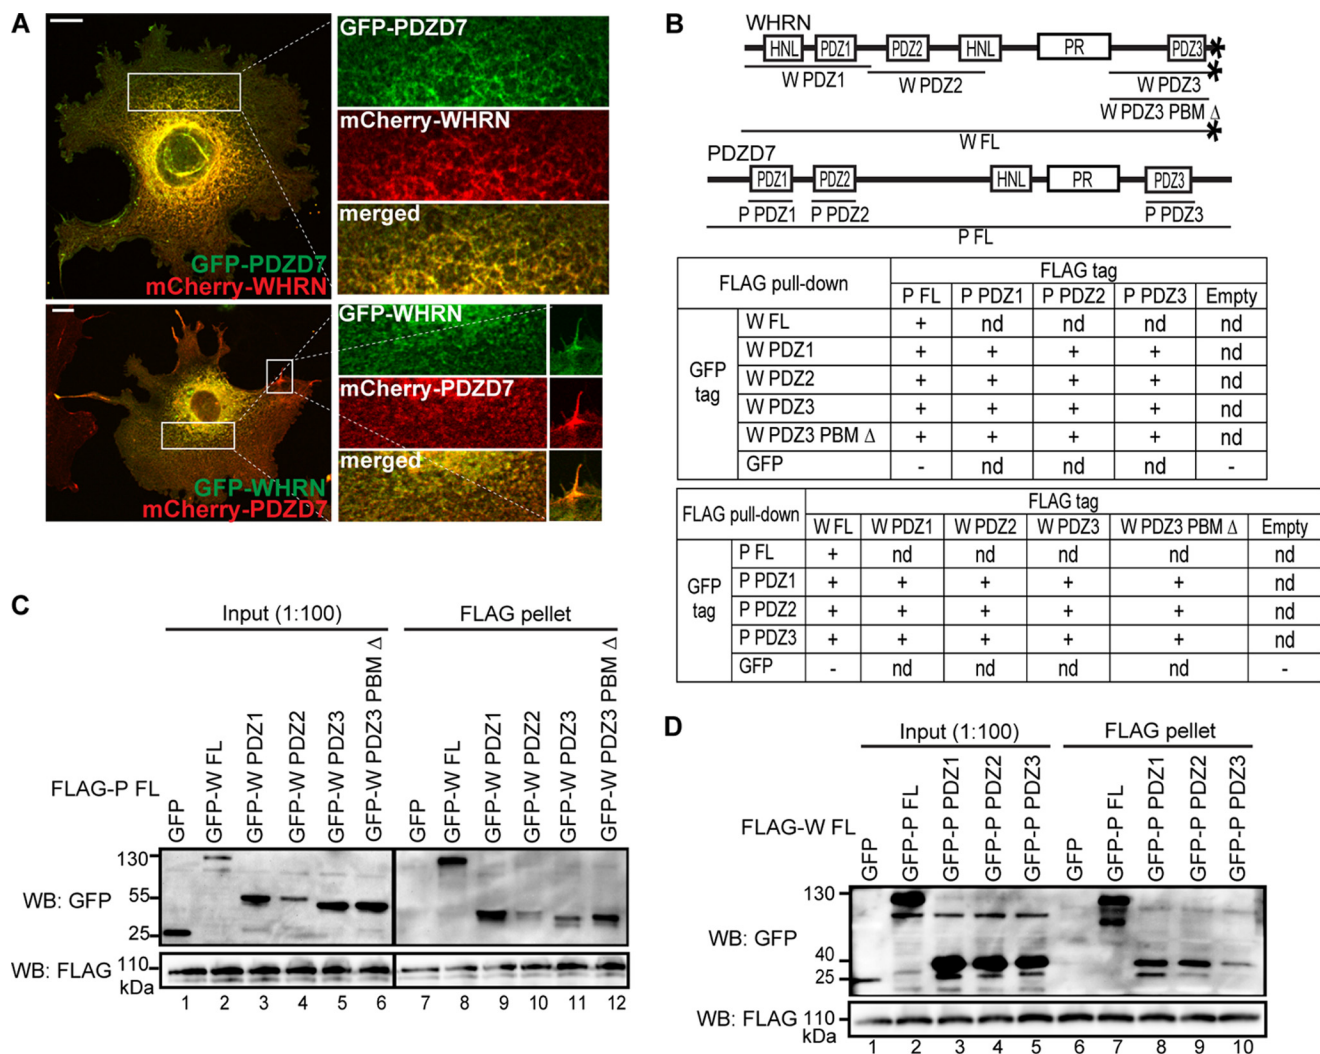 A
GFP-PDZD7
mCherry-WHRN
merged
GFP-PDZD7
mCherry-WHRN
GFP-WHRN
mCherry-PDZD7
merged
GFP-WHRN
mCherry-PDZD7
B
WHRN
HNL PDZ1 PDZ2 HNL PR PDZ3 *
W PDZ1 W PDZ2 W PDZ3 *
W PDZ3 PBM Δ
W FL *
PDZD7
PDZ1 PDZ2 HNL PR PDZ3
P PDZ1 P PDZ2 P PDZ3
P FL
FLAG pull-down FLAG tag
P FL P PDZ1 P PDZ2 P PDZ3 Empty
GFP tag
W FL + nd nd nd nd
W PDZ1 + + + + nd
W PDZ2 + + + + nd
W PDZ3 + + + + nd
W PDZ3 PBM Δ + + + + nd
GFP - nd nd nd -
FLAG pull-down FLAG tag
W FL W PDZ1 W PDZ2 W PDZ3 W PDZ3 PBM Δ Empty
GFP tag
P FL + nd nd nd nd nd
P PDZ1 + + + + + nd
P PDZ2 + + + + + nd
P PDZ3 + + + + + nd
GFP - nd nd nd nd -
C
Input (1:100) FLAG pellet
FLAG-P FL
GFP GFP-W FL GFP-W PDZ1 GFP-W PDZ2 GFP-W PDZ3 GFP-W PDZ3 PBM Δ GFP GFP-W FL GFP-W PDZ1 GFP-W PDZ2 GFP-W PDZ3 GFP-W PDZ3 PBM Δ
130
WB: GFP 55
25
WB: FLAG 110
kDa
1 2 3 4 5 6 7 8 9 10 11 12
D
Input (1:100) FLAG pellet
FLAG-W FL
GFP GFP-P FL GFP-P PDZ1 GFP-P PDZ2 GFP-P PDZ3 GFP GFP-P FL GFP-P PDZ1 GFP-P PDZ2 GFP-P PDZ3
130
WB: GFP
40
25
WB: FLAG 110
kDa
1 2 3 4 5 6 7 8 9 10